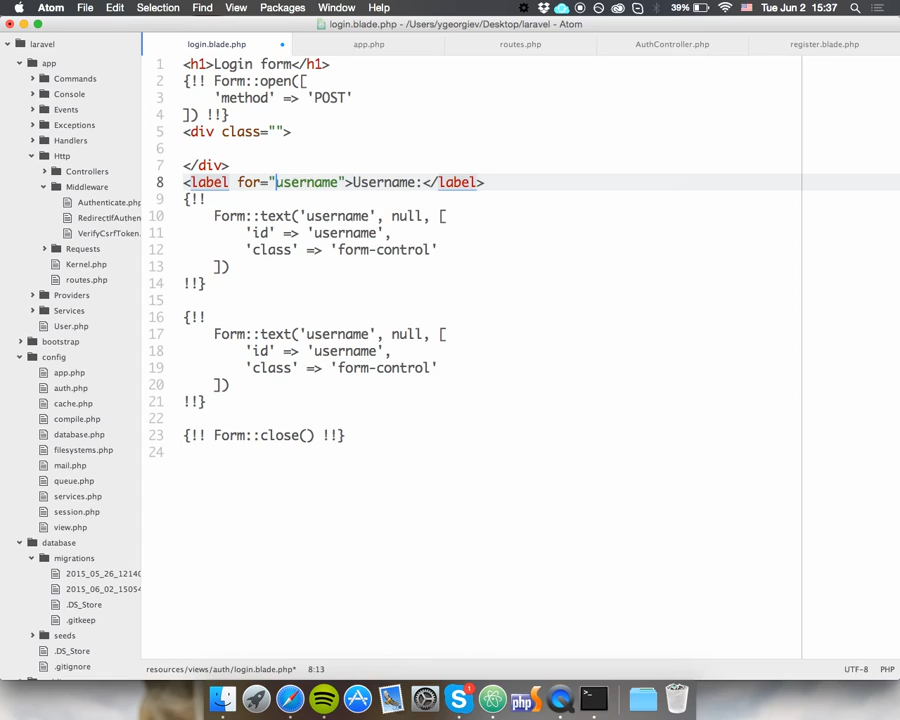 Atom File Edit Selection Find View Packages Window Help 39% Tue Jun 2 15:37
login.blade.php - /Users/ygeorgiev/Desktop/laravel - Atom
laravel
app
Commands
Console
Events
Exceptions
Handlers
Http
Controllers
Middleware
Authenticate.php
RedirectIfAuthen
VerifyCsrfToken.
Requests
Kernel.php
routes.php
Providers
Services
User.php
bootstrap
config
app.php
auth.php
cache.php
compile.php
database.php
filesystems.php
mail.php
queue.php
services.php
session.php
view.php
database
migrations
2015_05_26_12140
2015_06_02_15054
.DS_Store
.gitkeep
seeds
.DS_Store
.gitignore
login.blade.php app.php routes.php AuthController.php register.blade.php
1 <h1>Login form</h1>
2 {!! Form::open([
3 'method' => 'POST'
4 ]) !!}
5 <div class="">
6
7 </div>
8 <label for="username">Username:</label>
9 {!!
10 Form::text('username', null, [
11 'id' => 'username',
12 'class' => 'form-control'
13 ])
14 !!}
15
16 {!!
17 Form::text('username', null, [
18 'id' => 'username',
19 'class' => 'form-control'
20 ])
21 !!}
22
23 {!! Form::close() !!}
24
resources/views/auth/login.blade.php* 8:13 UTF-8 PHP
1
php